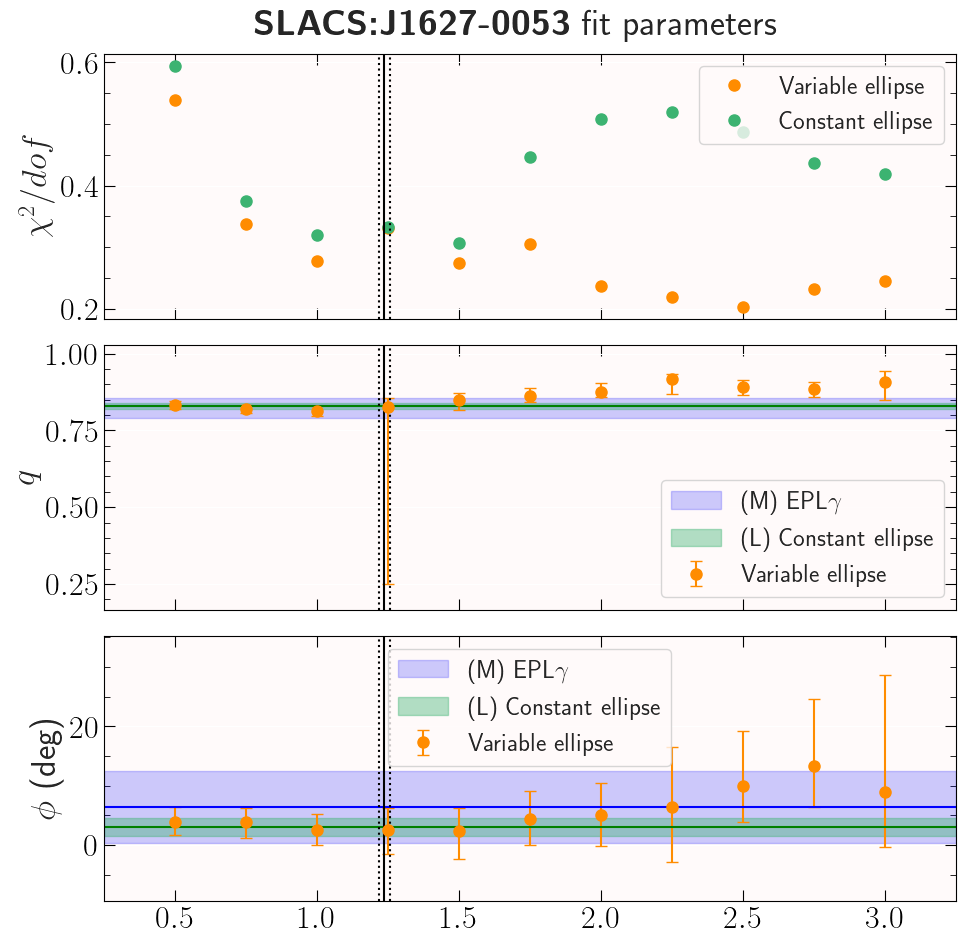 SLACS:J1627-0053 fit parameters
0.6
0.4
0.2
χ²/dof
Variable ellipse
Constant ellipse
1.00
0.75
0.50
0.25
q
(M) EPLγ
(L) Constant ellipse
Variable ellipse
20
0
ϕ (deg)
(M) EPLγ
(L) Constant ellipse
Variable ellipse
0.5 1.0 1.5 2.0 2.5 3.0